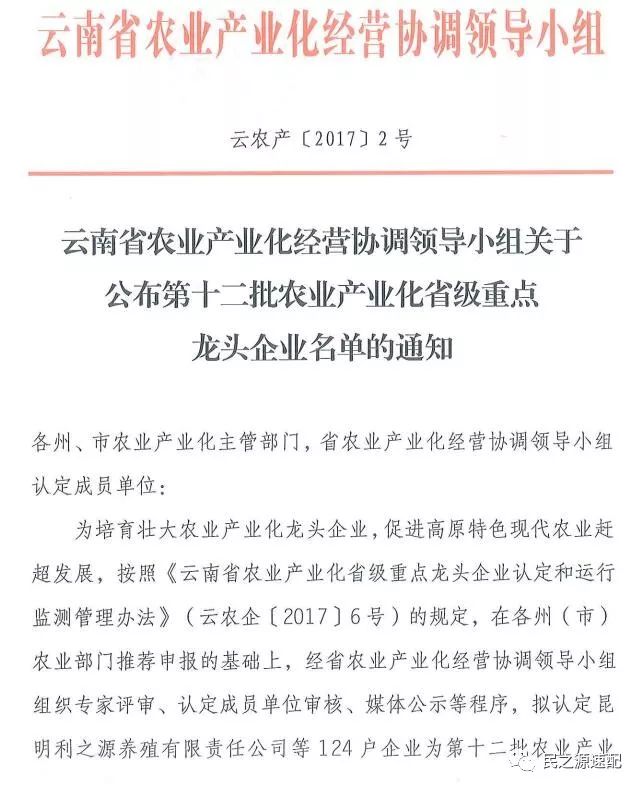 云南省农业产业化经营协调领导小组
云农产〔2017〕2号
云南省农业产业化经营协调领导小组关于
公布第十二批农业产业化省级重点
龙头企业名单的通知
各州、市农业产业化主管部门，省农业产业化经营协调领导小组
认定成员单位：
为培育壮大农业产业化龙头企业，促进高原特色现代农业赶
超发展，按照《云南省农业产业化省级重点龙头企业认定和运行
监测管理办法》（云农企〔2017〕6号）的规定，在各州（市）
农业部门推荐申报的基础上，经省农业产业化经营协调领导小组
组织专家评审、认定成员单位审核、媒体公示等程序，拟认定昆
明利之源养殖有限责任公司等124户企业为第十二批农业产业
民之源速配